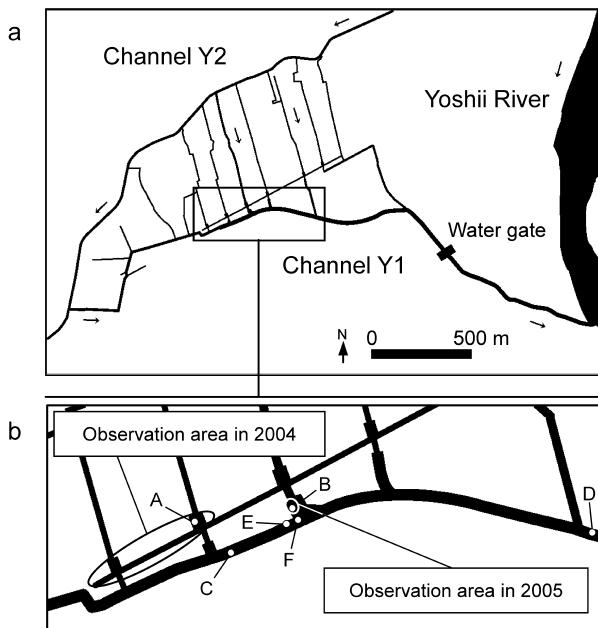 a
Channel Y2
Yoshii River
Water gate
Channel Y1
N
0 500 m
b
Observation area in 2004
A
B
D
E
F
C
Observation area in 2005